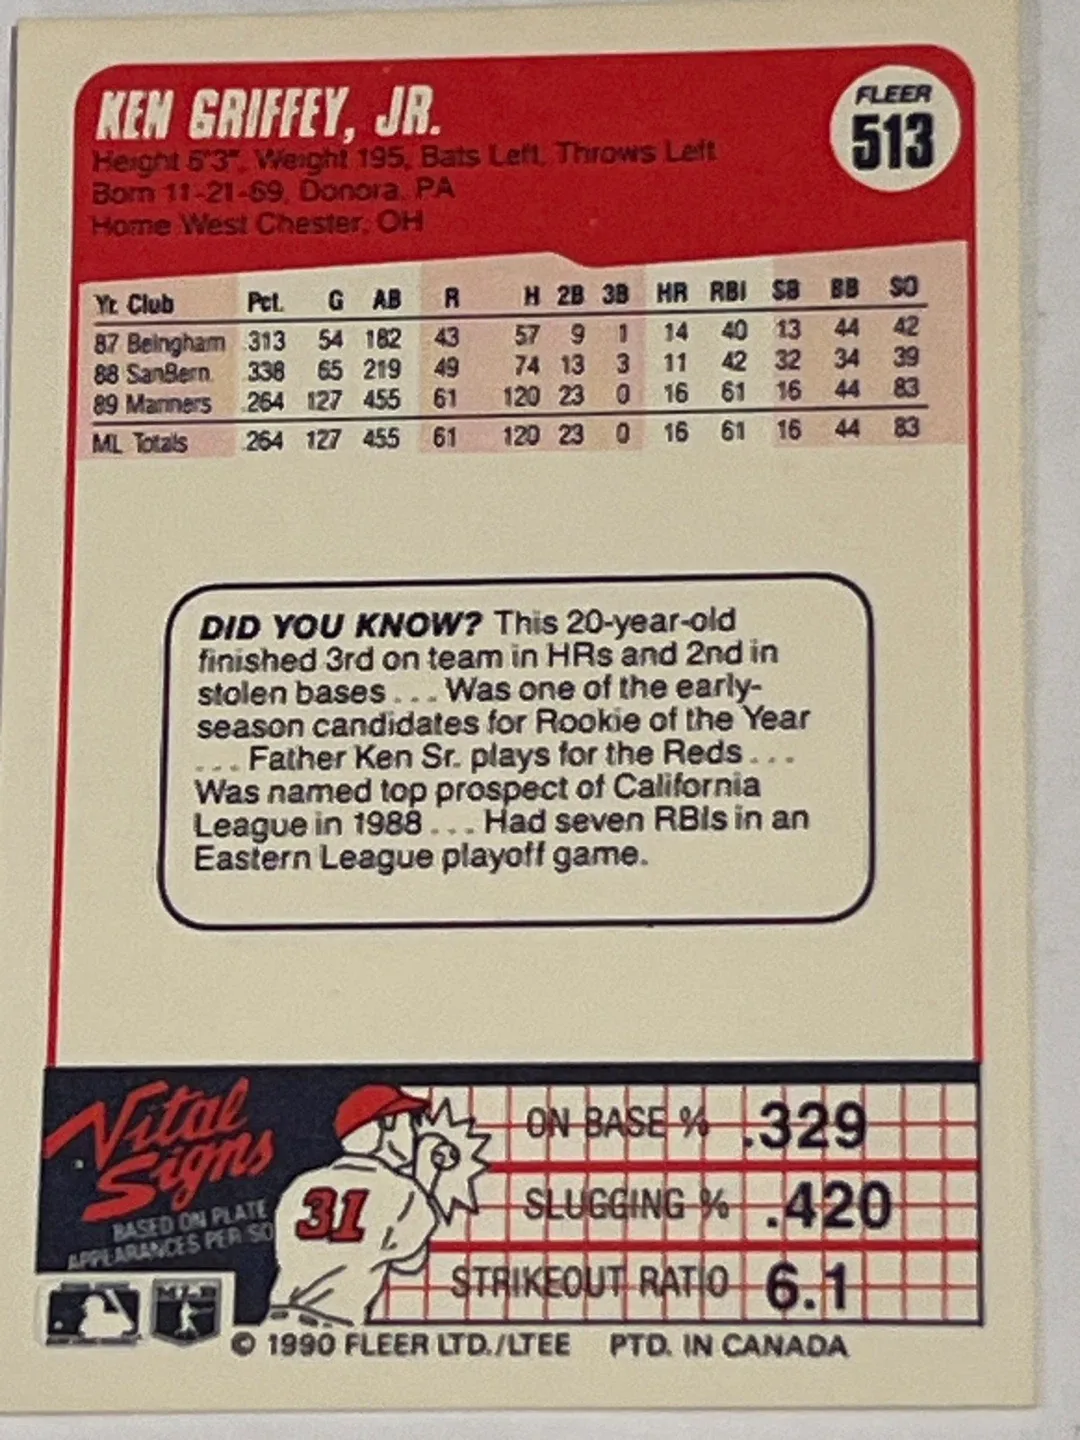 KEN GRIFFEY, JR.
FLEER
513
Height 6'3", Weight 195, Bats Left, Throws Left
Born 11-21-69, Donora, PA
Home West Chester, OH
Yr. Club Pct. G AB R H 2B 3B HR RBI SB BB SO
87 Belngham .313 54 182 43 57 9 1 14 40 13 44 42
88 SanBern. .338 65 219 49 74 13 3 11 42 32 34 39
89 Mariners .264 127 455 61 120 23 0 16 61 16 44 83
ML Totals .264 127 455 61 120 23 0 16 61 16 44 83
DID YOU KNOW? This 20-year-old
finished 3rd on team in HRs and 2nd in
stolen bases . . . Was one of the early-
season candidates for Rookie of the Year
. . . Father Ken Sr. plays for the Reds . . .
Was named top prospect of California
League in 1988 . . . Had seven RBIs in an
Eastern League playoff game.
Vital
Signs
BASED ON PLATE
APPEARANCES PER SO
31
ON BASE % .329
SLUGGING % .420
STRIKEOUT RATIO 6.1
MLB
© 1990 FLEER LTD./LTEE PTD. IN CANADA